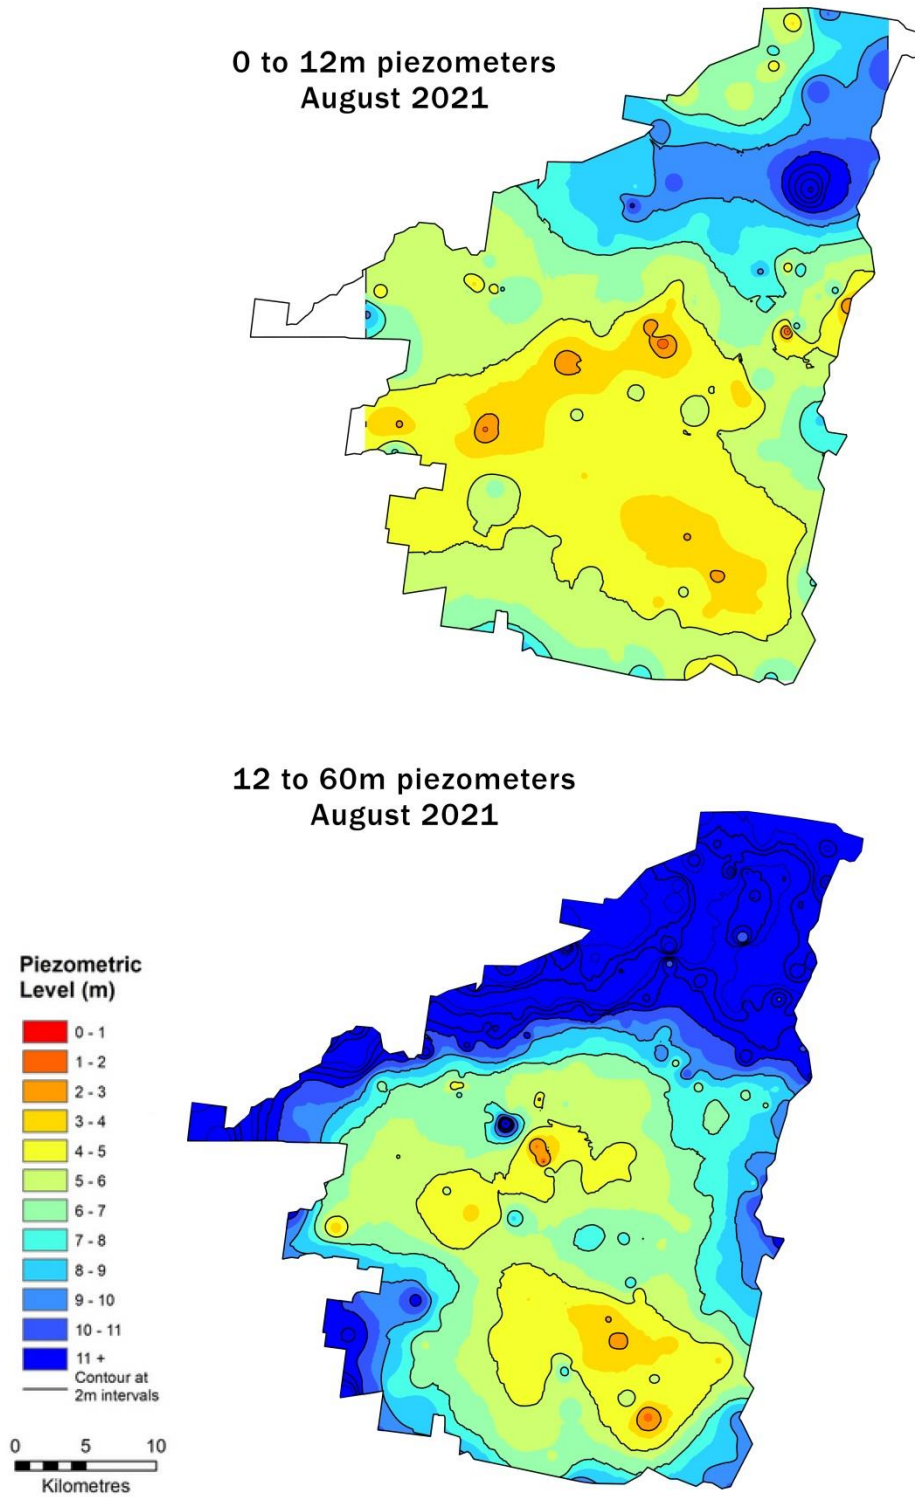 0 to 12m piezometers
August 2021
12 to 60m piezometers
August 2021
Piezometric
Level (m)
0 - 1
1 - 2
2 - 3
3 - 4
4 - 5
5 - 6
6 - 7
7 - 8
8 - 9
9 - 10
10 - 11
11 +
Contour at
2m intervals
0 5 10
Kilometres